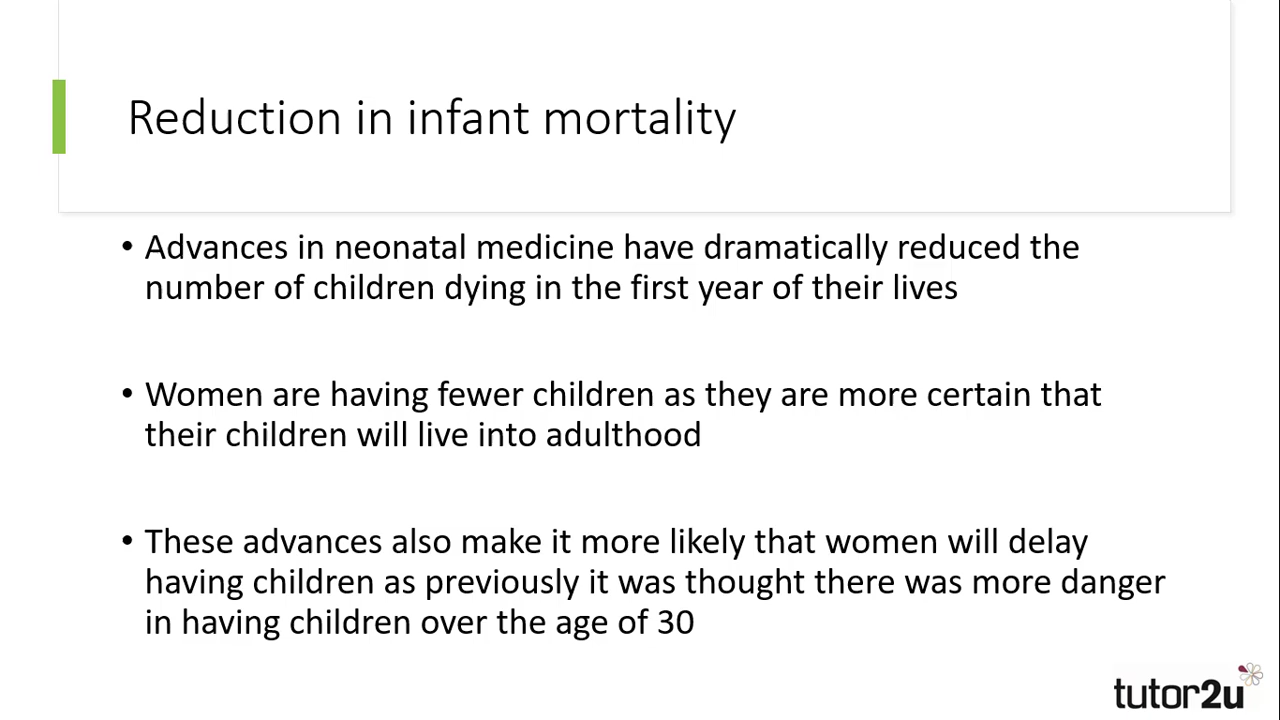 Reduction in infant mortality
• Advances in neonatal medicine have dramatically reduced the
number of children dying in the first year of their lives
• Women are having fewer children as they are more certain that
their children will live into adulthood
• These advances also make it more likely that women will delay
having children as previously it was thought there was more danger
in having children over the age of 30
tutor2u